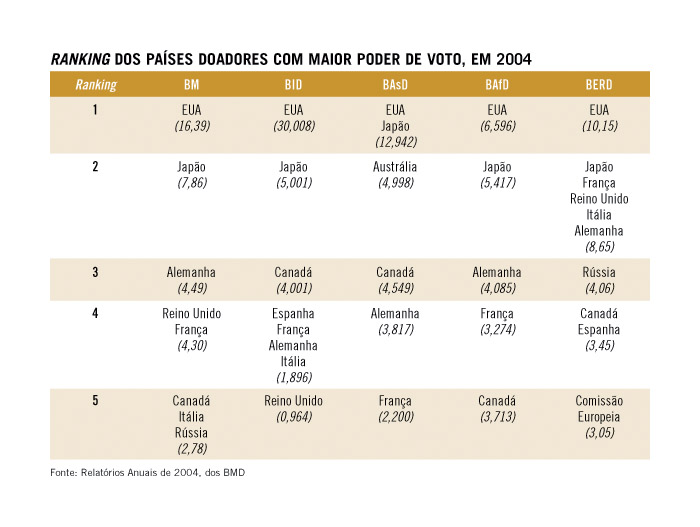 RANKING DOS PAÍSES DOADORES COM MAIOR PODER DE VOTO, EM 2004
Ranking BM BID BAsD BAfD BERD
1 EUA EUA EUA EUA EUA
(16,39) (30,008) Japão (6,596) (10,15)
(12,942)
2 Japão Japão Austrália Japão Japão
(7,86) (5,001) (4,998) (5,417) França
Reino Unido
Itália
Alemanha
(8,65)
3 Alemanha Canadá Canadá Alemanha Rússia
(4,49) (4,001) (4,549) (4,085) (4,06)
4 Reino Unido Espanha Alemanha França Canadá
França França (3,817) (3,274) Espanha
(4,30) Alemanha (3,45)
Itália
(1,896)
5 Canadá Reino Unido França Canadá Comissão
Itália (0,964) (2,200) (3,713) Europeia
Rússia (3,05)
(2,78)
Fonte: Relatórios Anuais de 2004, dos BMD